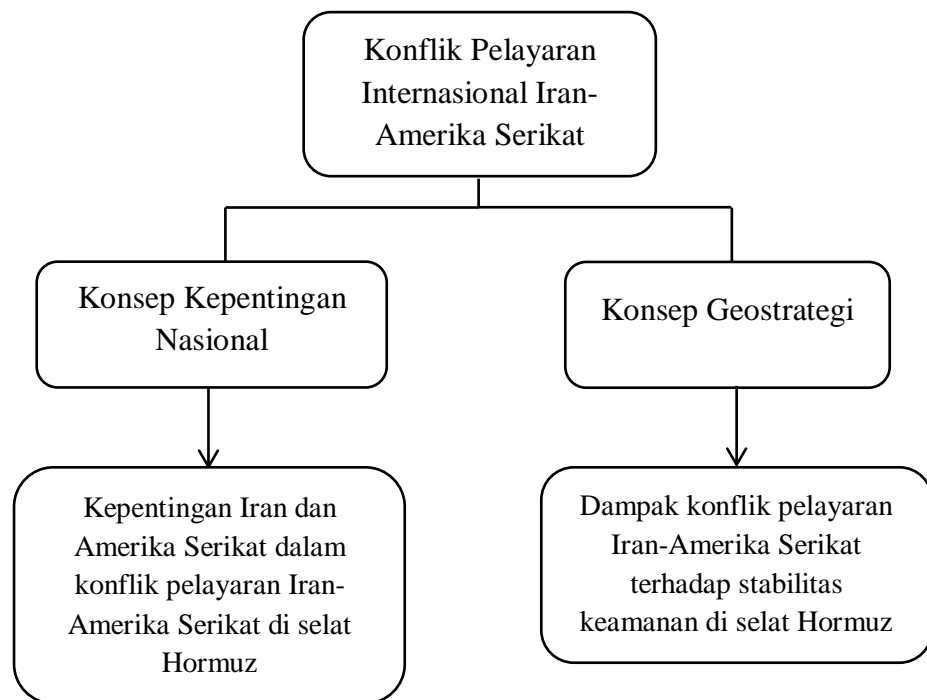 Konflik Pelayaran
Internasional Iran-
Amerika Serikat
Konsep Kepentingan
Nasional
Konsep Geostrategi
Kepentingan Iran dan
Amerika Serikat dalam
konflik pelayaran Iran-
Amerika Serikat di selat
Hormuz
Dampak konflik pelayaran
Iran-Amerika Serikat
terhadap stabilitas
keamanan di selat Hormuz